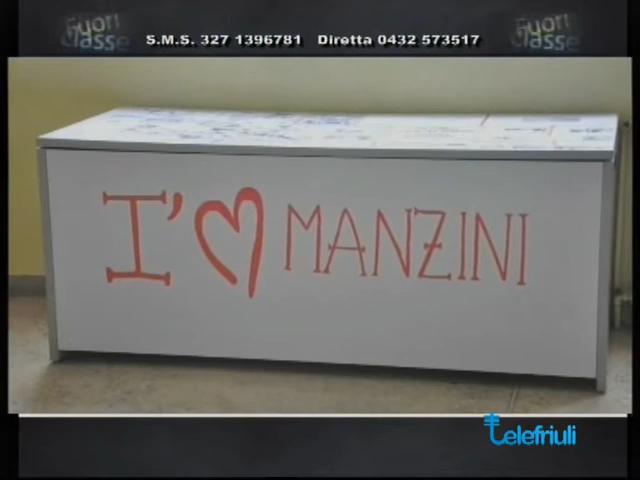 Fuori Classe
S.M.S. 327 1396781 Diretta 0432 573517
Fuori Classe
I'M MANZINI
telefriuli